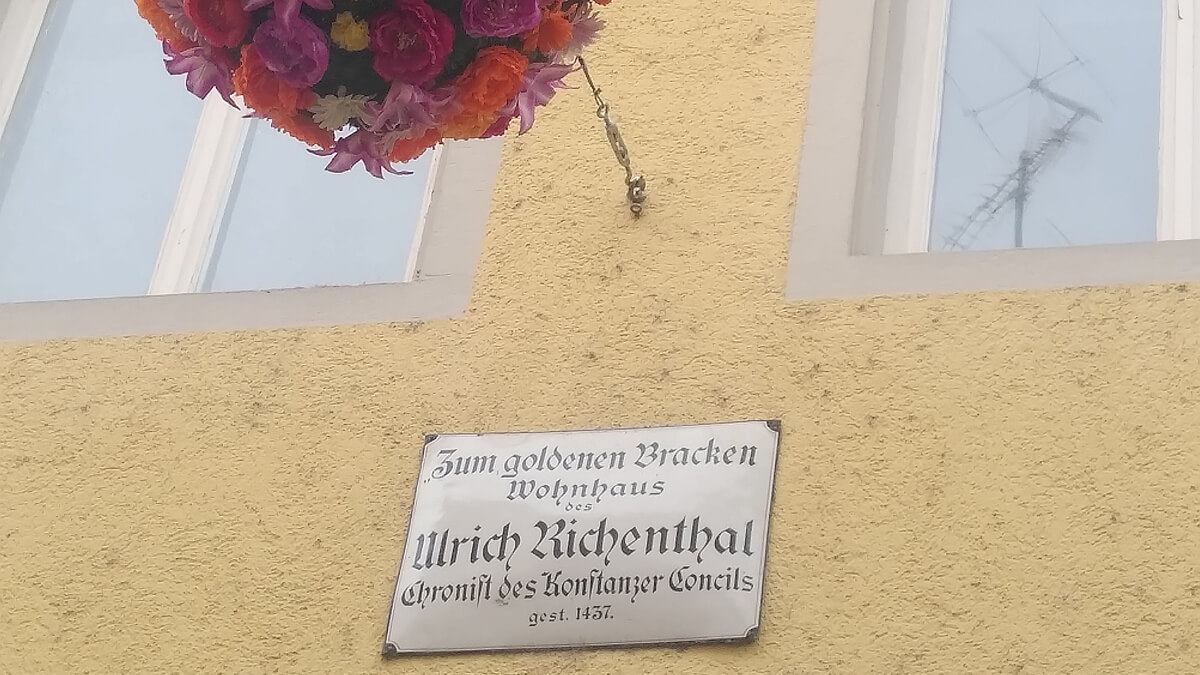 „Zum goldenen Bracken
Wohnhaus
des
Ulrich Richenthal
Chroniſt des Konſtanzer Concils
gest. 1437.